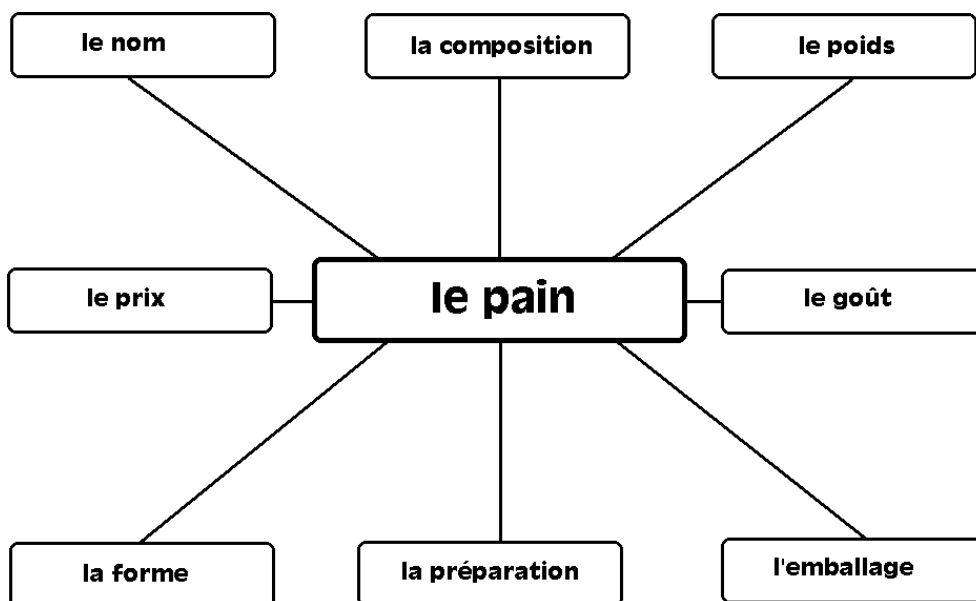 le nom
la composition
le poids
le prix
le pain
le goût
la forme
la préparation
l'emballage